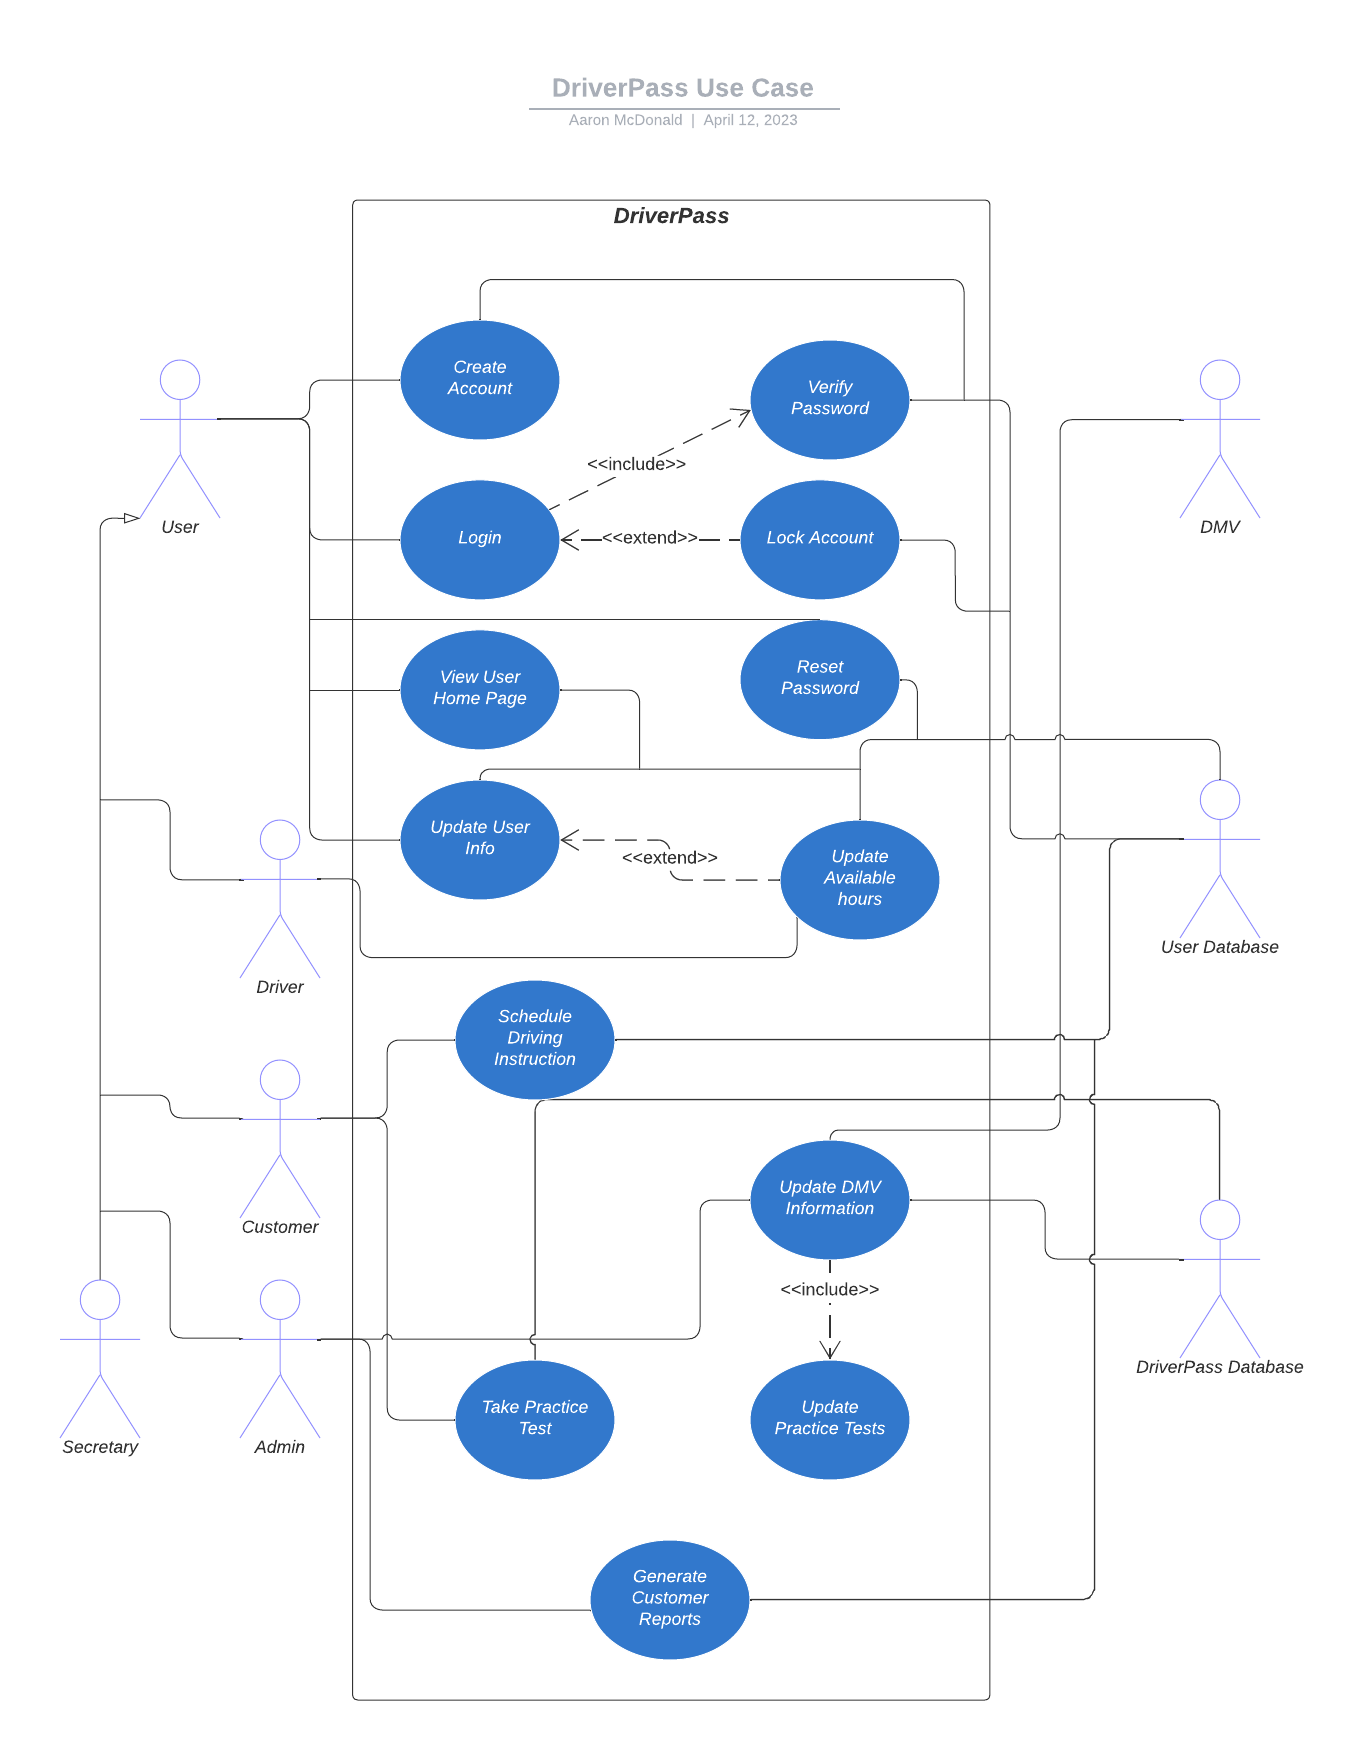 DriverPass Use Case
Aaron McDonald | April 12, 2023
DriverPass
Create
Account
Verify
Password
<<include>>
Login
<<extend>>
Lock Account
User
DMV
View User
Home Page
Reset
Password
Update User
Info
<<extend>>
Update
Available
hours
User Database
Driver
Schedule
Driving
Instruction
Customer
Update DMV
Information
<<include>>
DriverPass Database
Take Practice
Test
Update
Practice Tests
Secretary
Admin
Generate
Customer
Reports